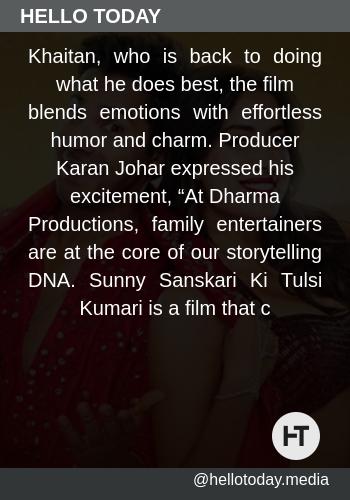 HELLO TODAY
Khaitan, who is back to doing
what he does best, the film
blends emotions with effortless
humor and charm. Producer
Karan Johar expressed his
excitement, “At Dharma
Productions, family entertainers
are at the core of our storytelling
DNA. Sunny Sanskari Ki Tulsi
Kumari is a film that c
HT
@hellotoday.media